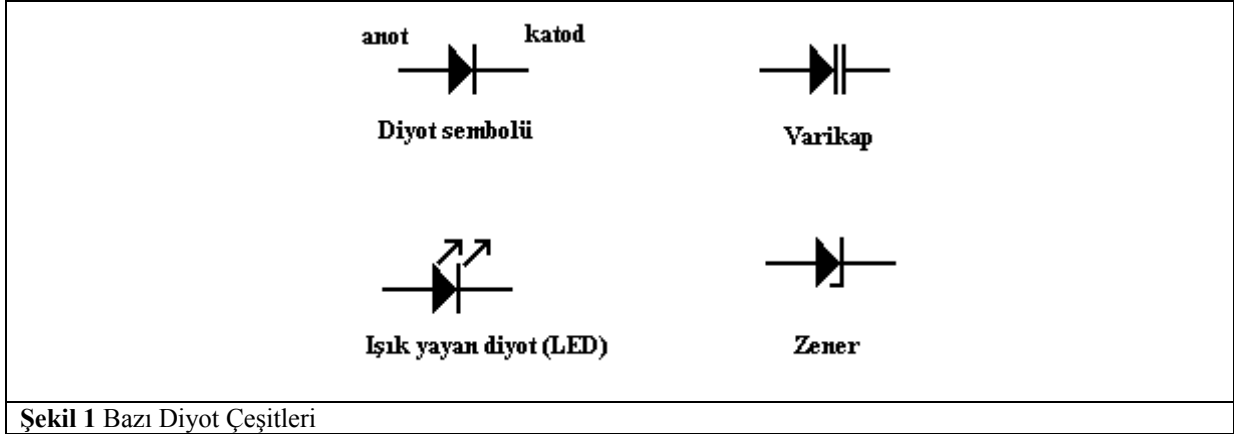 anot katod
Diyot sembolü
Varikap
Işık yayan diyot (LED)
Zener
Şekil 1 Bazı Diyot Çeşitleri